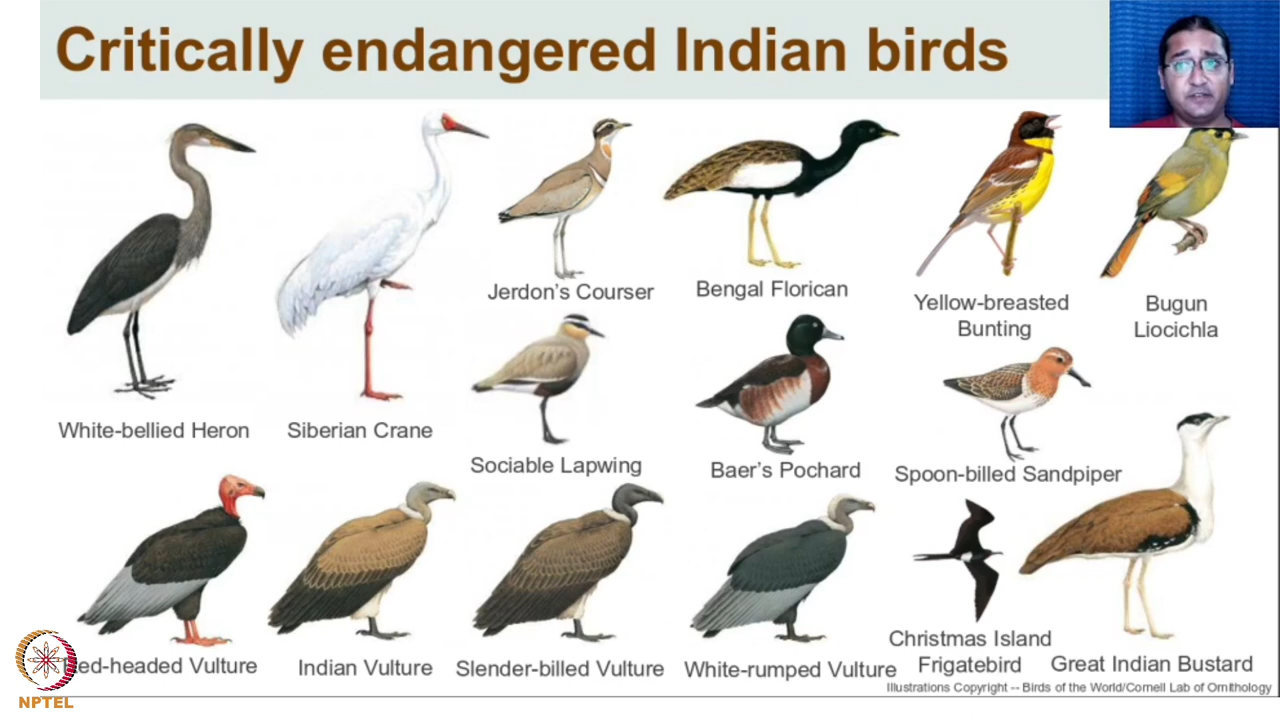 Critically endangered Indian birds
Jerdon's Courser
Bengal Florican
Yellow-breasted
Bunting
Bugun
Liocichla
White-bellied Heron
Siberian Crane
Sociable Lapwing
Baer's Pochard
Spoon-billed Sandpiper
Red-headed Vulture
Indian Vulture
Slender-billed Vulture
White-rumped Vulture
Christmas Island
Frigatebird
Great Indian Bustard
Illustrations Copyright -- Birds of the World/Cornell Lab of Ornithology
NPTEL